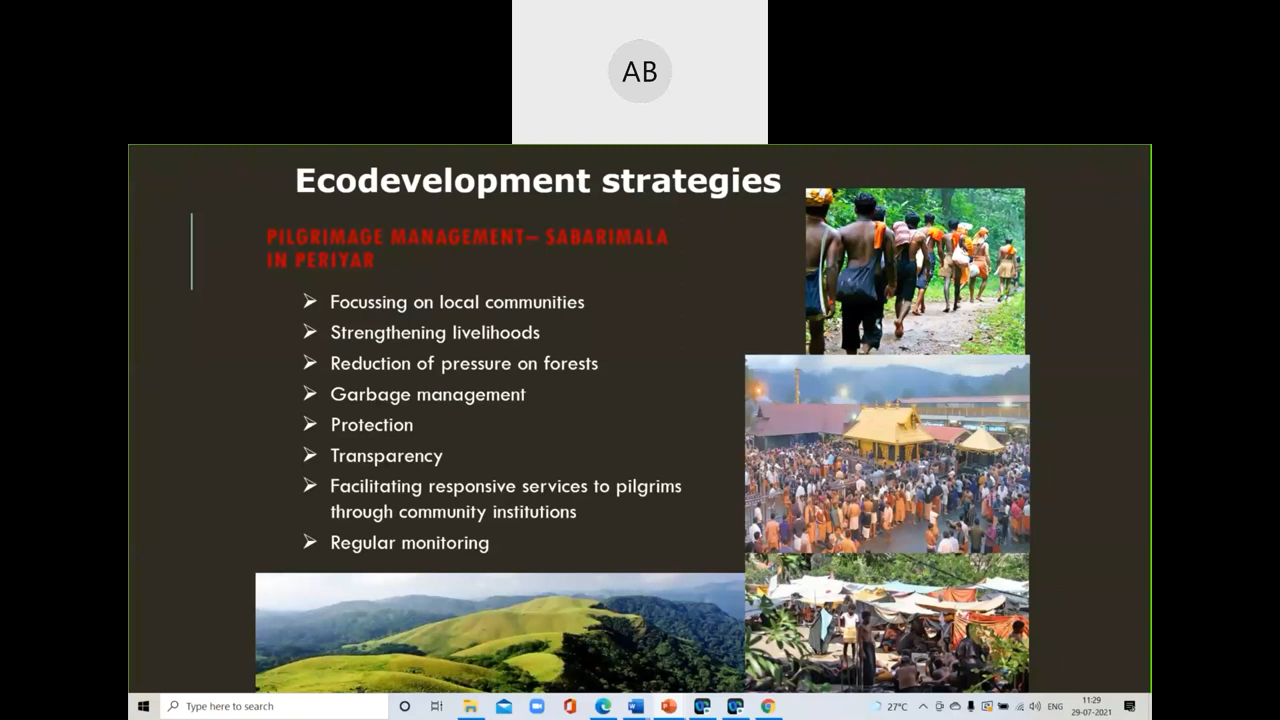 AB
Ecodevelopment strategies
PILGRIMAGE MANAGEMENT– SABARIMALA
IN PERIYAR
Focussing on local communities
Strengthening livelihoods
Reduction of pressure on forests
Garbage management
Protection
Transparency
Facilitating responsive services to pilgrims
through community institutions
Regular monitoring
Type here to search
27°C
ENG
11:29
29-07-2021